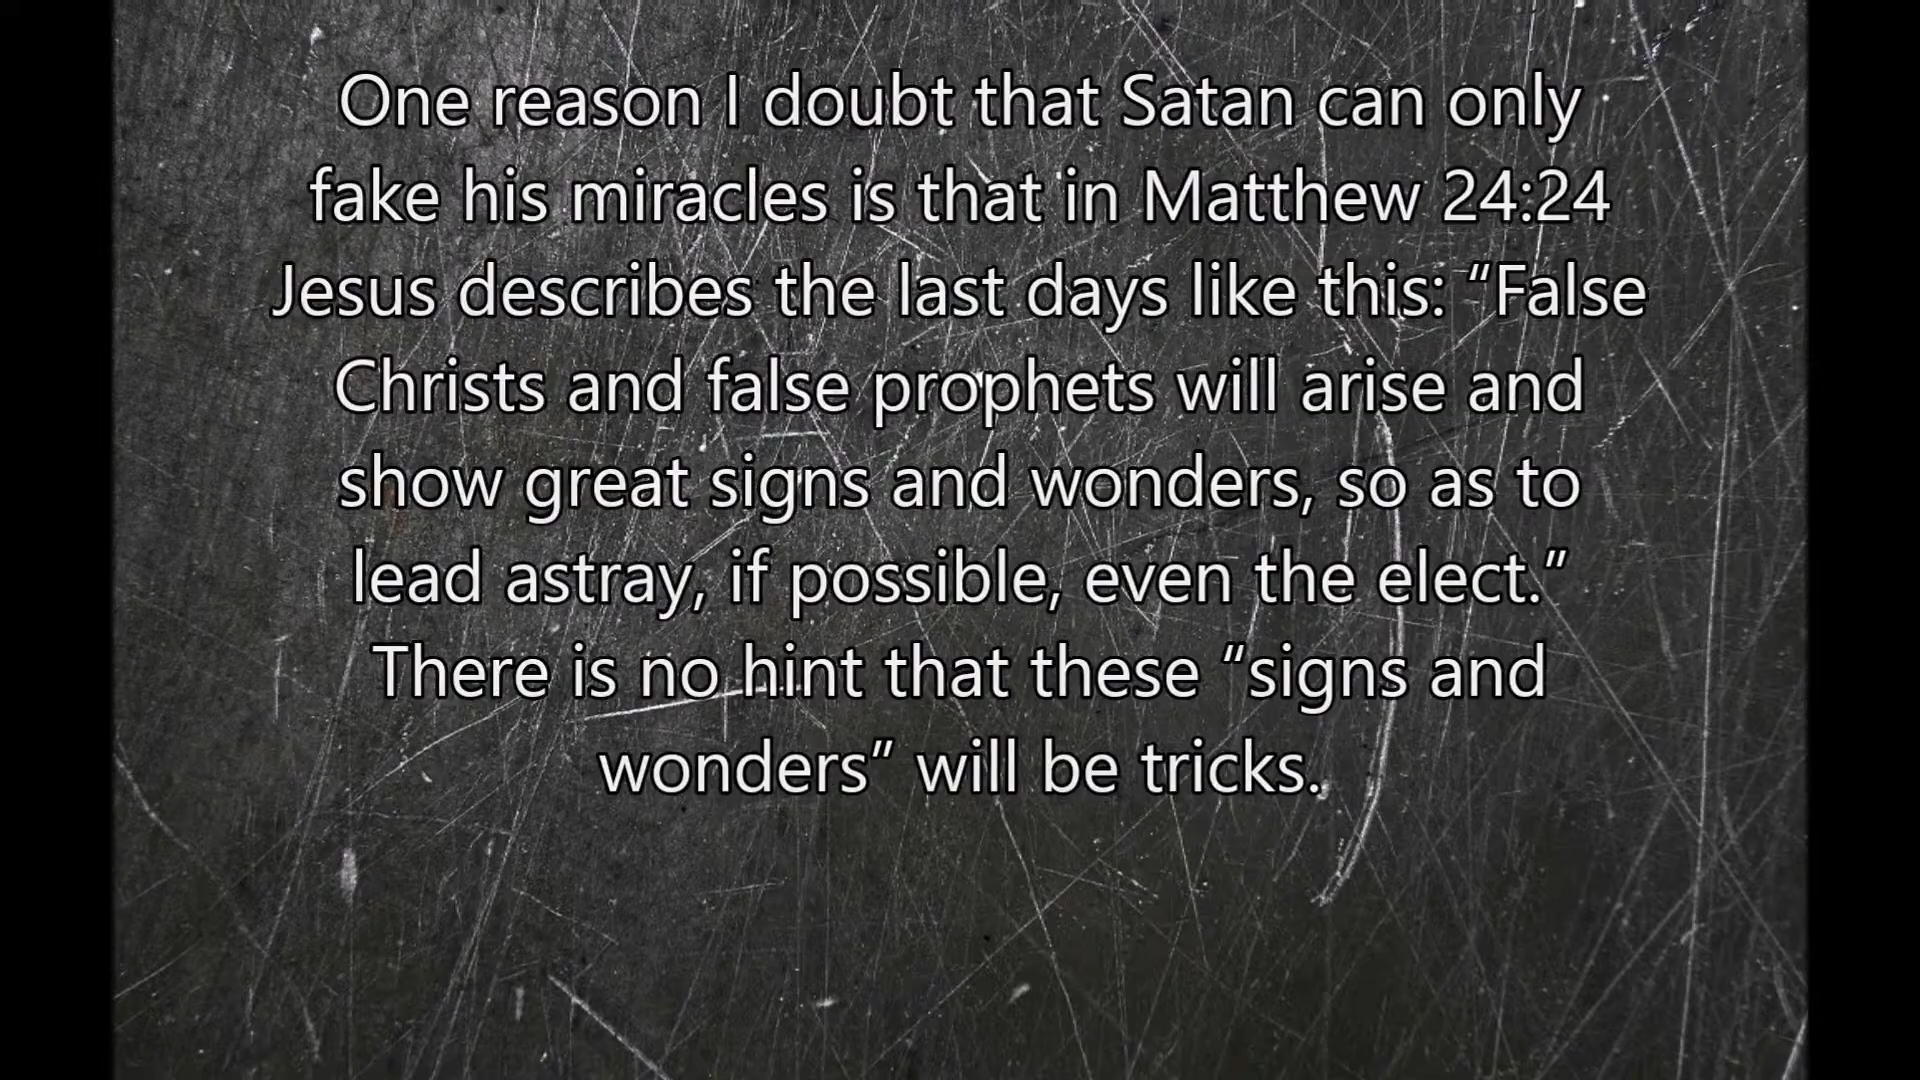 One reason I doubt that Satan can only
fake his miracles is that in Matthew 24:24
Jesus describes the last days like this: “False
Christs and false prophets will arise and
show great signs and wonders, so as to
lead astray, if possible, even the elect.”
There is no hint that these “signs and
wonders” will be tricks.